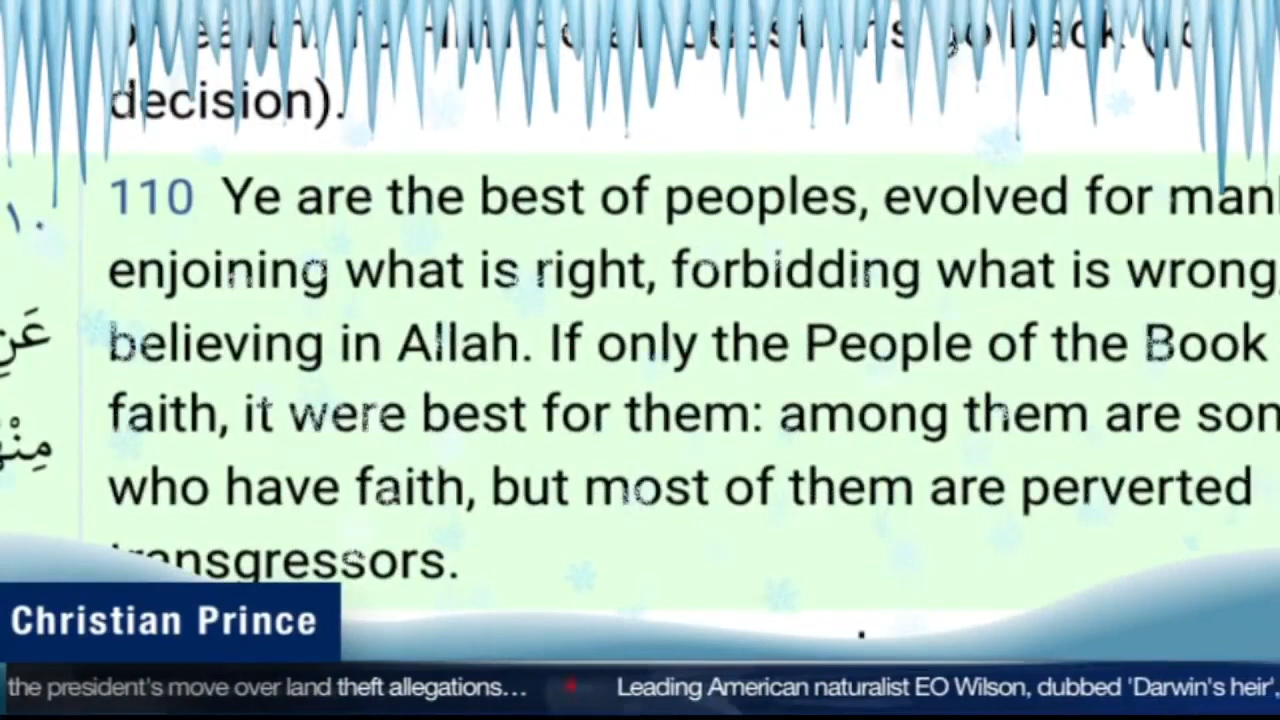 decision).
110 Ye are the best of peoples, evolved for
enjoining what is right, forbidding what is wrong,
believing in Allah. If only the People of the Book
faith, it were best for them: among them are
who have faith, but most of them are perverted
transgressors.
١٠
عَنِ
Christian Prince
the president's move over land theft allegations... Leading American naturalist EO Wilson, dubbed 'Darwin's heir',